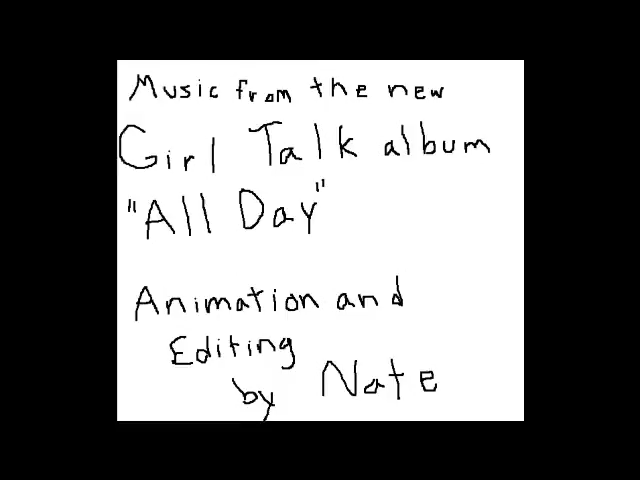 Music from the new
Girl Talk album
"All Day"
Animation and
Editing
by Nate